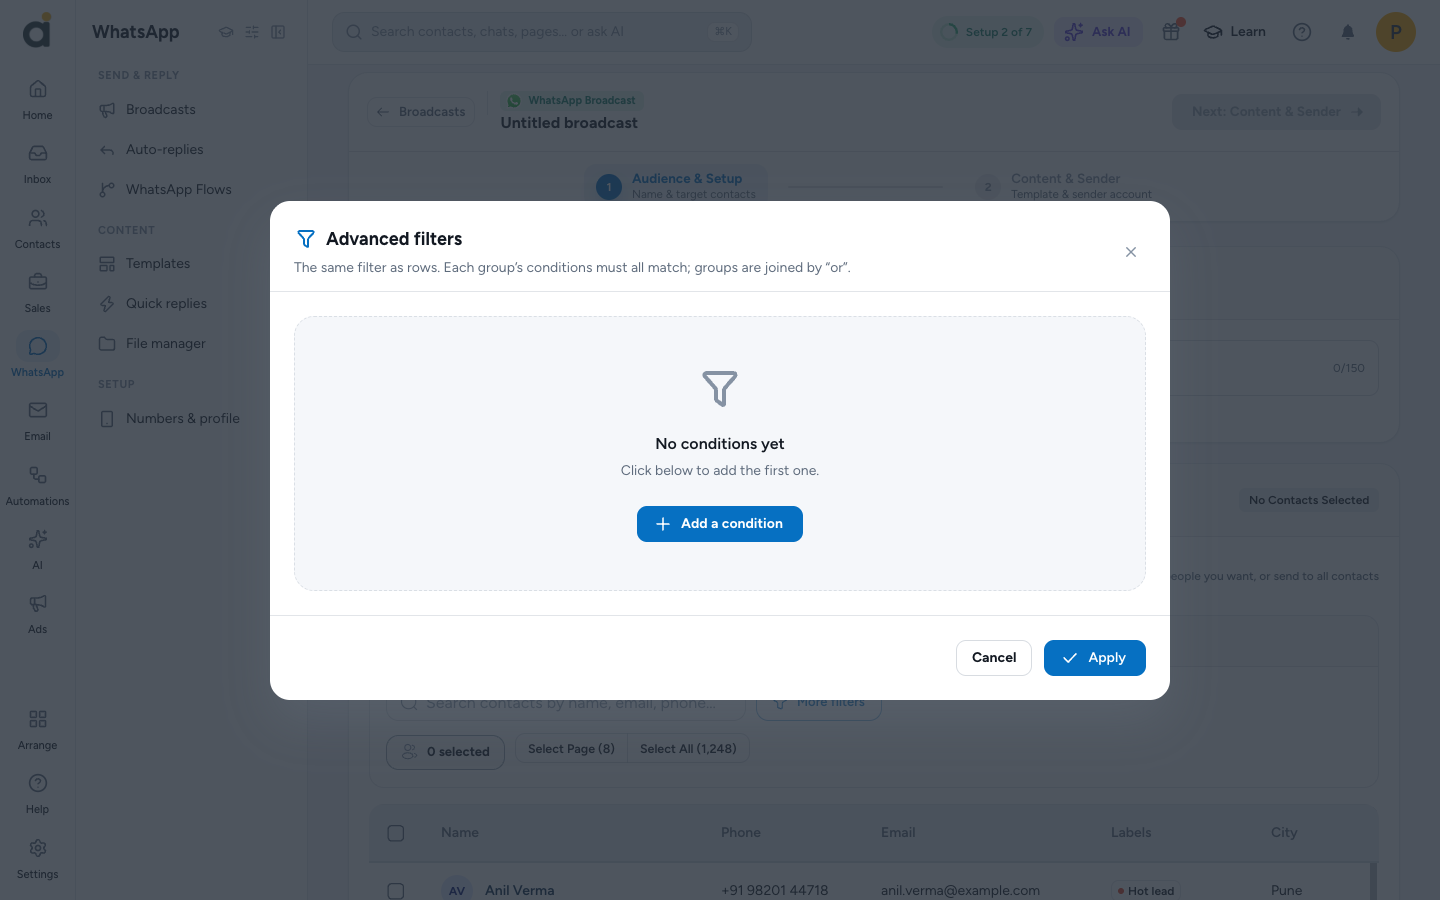 WhatsApp
Search contacts, chats, pages... or ask AI
⌘K
Setup 2 of 7
Ask AI
Learn
P
Home
Inbox
Contacts
Sales
WhatsApp
Email
Automations
AI
Ads
Arrange
Help
Settings
SEND & REPLY
Broadcasts
Auto-replies
WhatsApp Flows
CONTENT
Templates
Quick replies
File manager
SETUP
Numbers & profile
Broadcasts
WhatsApp Broadcast
Untitled broadcast
Next: Content & Sender
1
Audience & Setup
Name & target contacts
2
Content & Sender
Template & sender account
Advanced filters
The same filter as rows. Each group’s conditions must all match; groups are joined by “or”.
No conditions yet
Click below to add the first one.
Add a condition
Cancel
Apply
0/150
No Contacts Selected
people you want, or send to all contacts
Search contacts by name, email, phone...
More filters
0 selected
Select Page (8)
Select All (1,248)
Name
Phone
Email
Labels
City
AV
Anil Verma
+91 98201 44718
anil.verma@example.com
Hot lead
Pune